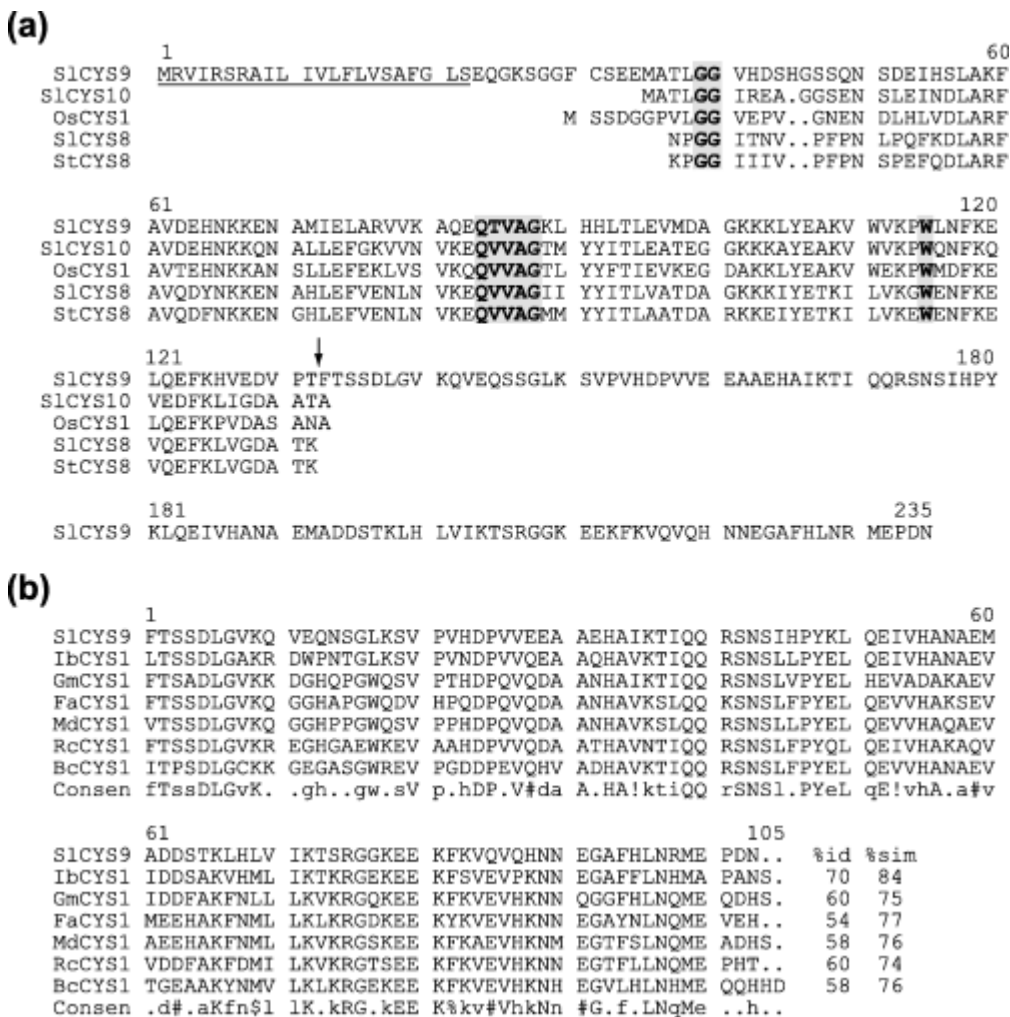 (a)
1 60
SlCYS9 MRVIRSRAIL IVLFLVSAFG LSEQGKSGGF CSEEMATLGG VHDSHGSSQN SDEIHSLAKF
SlCYS10 MATLGG IREA.GGSEN SLEINDLARF
OsCYS1 M SSDGGPVLGG VEPV..GNEN DLHLVDLARF
SlCYS8 NPGG ITNV..PFPN LPQFKDLARF
StCYS8 KPGG IIIV..PFPN SPEFQDLARF
61 120
SlCYS9 AVDEHNKKEN AMIELARVVK AQEQTVAGKL HHLTLEVMDA GKKKLYEAKV WVKPWLNFKE
SlCYS10 AVDEHNKKQN ALLEFGKVVN VKEQVVAGTM YYITLEATEG GKKKAYEAKV WVKPWQNFKQ
OsCYS1 AVTEHNKKAN SLLEFEKLVS VKQQVVAGTL YYFTIEVKEG DAKKLYEAKV WEKPWMDFKE
SlCYS8 AVQDYNKKEN AHLEFVENLN VKEQVVAGII YYITLVATDA GKKKIYETKI LVKGWENFKE
StCYS8 AVQDFNKKEN GHLEFVENLN VKEQVVAGMM YYITLAATDA RKKEIYETKI LVKEWENFKE
121 180
SlCYS9 LQEFKHVEDV PTFTSSDLGV KQVEQSSGLK SVPVHDPVVE EAAEHAIKTI QQRSNSIHPY
SlCYS10 VEDFKLIGDA ATA
OsCYS1 LQEFKPVDAS ANA
SlCYS8 VQEFKLVGDA TK
StCYS8 VQEFKLVGDA TK
181 235
SlCYS9 KLQEIVHANA EMADDSTKLH LVIKTSRGGK EEKFKVQVQH NNEGAFHLNR MEPDN
(b)
1 60
SlCYS9 FTSSDLGVKQ VEQNSGLKSV PVHDPVVEEA AEHAIKTIQQ RSNSIHPYKL QEIVHANAEM
IbCYS1 LTSSDLGAKR DWPNTGLKSV PVNDPVVQEA AQHAVKTIQQ RSNSLLPYEL QEIVHANAEV
GmCYS1 FTSADLGVKK DGHQPGWQSV PTHDPQVQDA ANHAIKTIQQ RSNSLVPYEL HEVADAKAEV
FaCYS1 FTSSDLGVKQ GGHAPGWQDV HPQDPQVQDA ANHAVKSLQQ KSNSLFPYEL QEVVHAKSEV
MdCYS1 VTSSDLGVKQ GGHPPGWQSV PPHDPQVQDA ANHAVKSLQQ RSNSLLPYEL QEVVHAQAEV
RcCYS1 FTSSDLGVKR EGHGAEWKEV AAHDPVVQDA ATHAVNTIQQ RSNSLFPYQL QEIVHAKAQV
BcCYS1 ITPSDLGCKK GEGASGWREV PGDDPEVQHV ADHAVKTIQQ RSNSLFPYEL QEVVHANAEV
Consen fTssDLGvK. .gh..gw.sV p.hDP.V#da A.HA!ktiQQ rSNSl.PYeL qE!vhA.a#v
61 105
SlCYS9 ADDSTKLHLV IKTSRGGKEE KFKVQVQHNN EGAFHLNRME PDN.. %id %sim
IbCYS1 IDDSAKVHML IKTKRGEKEE KFSVEVPKNN EGAFFLNHMA PANS. 70 84
GmCYS1 IDDFAKFNLL LKVKRGQKEE KFKVEVHKNN QGGFHLNQME QDHS. 60 75
FaCYS1 MEEHAKFNML LKLKRGDKEE KYKVEVHKNN EGAYNLNQME VEH.. 54 77
MdCYS1 AEEHAKFNML LKVKRGSKEE KFKAEVHKNM EGTFSLNQME ADHS. 58 76
RcCYS1 VDDFAKFDMI LKVKRGTSEE KFKVEVHKNN EGTFLLNQME PHT.. 60 74
BcCYS1 TGEAAKYNMV LKLKRGEKEE KFKVEVHKNH EGVLHLNHME QQHHD 58 76
Consen .d#.aKfn$l lK.kRG.kEE K%kv#VhkNn #G.f.LNqMe ..h..